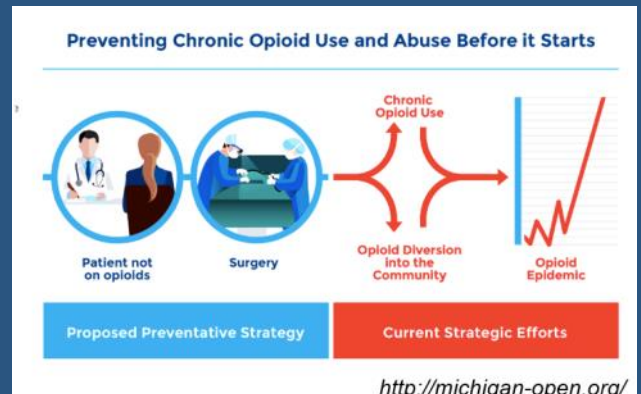 Preventing Chronic Opioid Use and Abuse Before it Starts
Chronic
Opioid Use
Patient not
on opioids
Surgery
Opioid Diversion
into the
Community
Opioid
Epidemic
Proposed Preventative Strategy
Current Strategic Efforts
http://michigan-open.org/